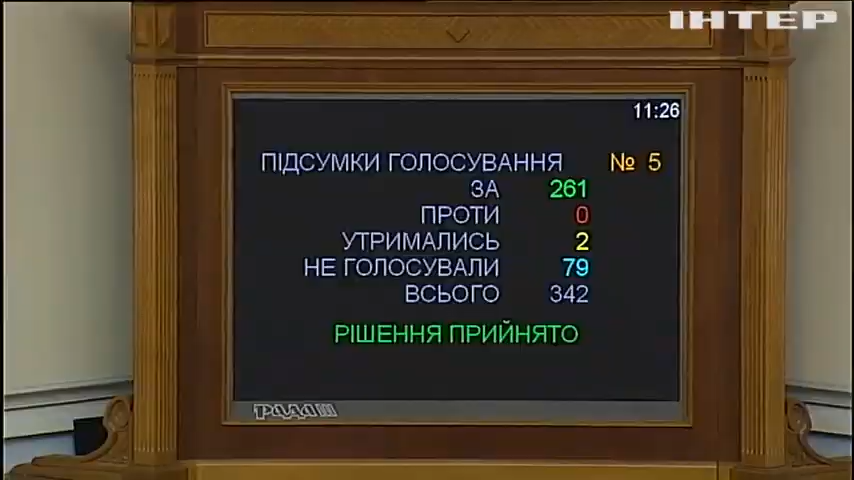 ІНТЕР
11:26
ПІДСУМКИ ГОЛОСУВАННЯ № 5
ЗА 261
ПРОТИ 0
УТРИМАЛИСЬ 2
НЕ ГОЛОСУВАЛИ 79
ВСЬОГО 342
РІШЕННЯ ПРИЙНЯТО
РАДА